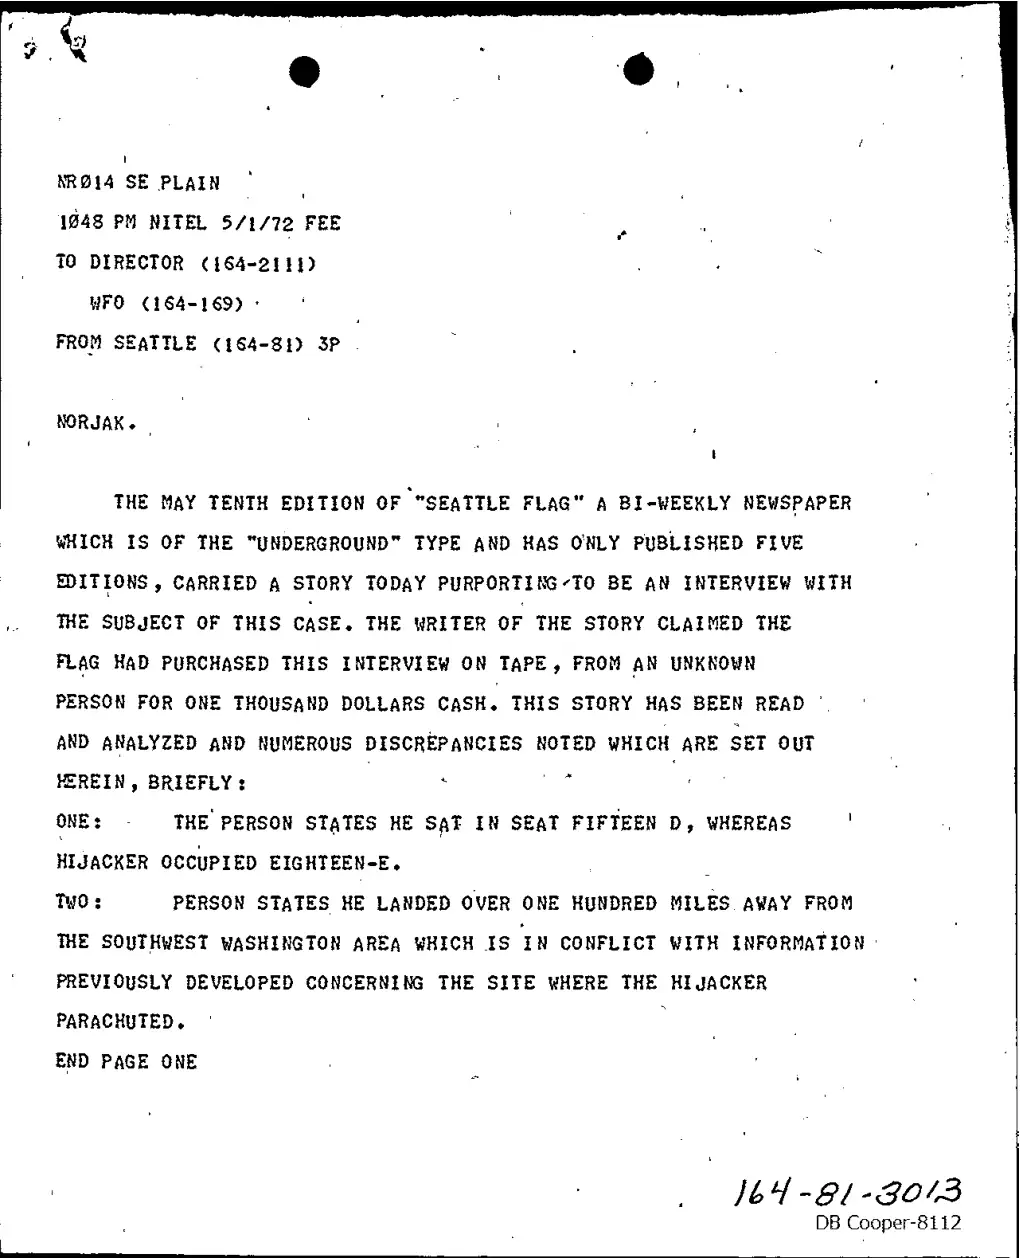 NR014 SE PLAIN
1048 PM NITEL 5/1/72 FEE
TO DIRECTOR (164-2111)
WFO (164-169)
FROM SEATTLE (164-81) 3P
NORJAK.
THE MAY TENTH EDITION OF "SEATTLE FLAG" A BI-WEEKLY NEWSPAPER
WHICH IS OF THE "UNDERGROUND" TYPE AND HAS ONLY PUBLISHED FIVE
EDITIONS, CARRIED A STORY TODAY PURPORTING TO BE AN INTERVIEW WITH
THE SUBJECT OF THIS CASE. THE WRITER OF THE STORY CLAIMED THE
FLAG HAD PURCHASED THIS INTERVIEW ON TAPE, FROM AN UNKNOWN
PERSON FOR ONE THOUSAND DOLLARS CASH. THIS STORY HAS BEEN READ
AND ANALYZED AND NUMEROUS DISCREPANCIES NOTED WHICH ARE SET OUT
HEREIN, BRIEFLY:
ONE: THE PERSON STATES HE SAT IN SEAT FIFTEEN D, WHEREAS
HIJACKER OCCUPIED EIGHTEEN-E.
TWO: PERSON STATES HE LANDED OVER ONE HUNDRED MILES AWAY FROM
THE SOUTHWEST WASHINGTON AREA WHICH IS IN CONFLICT WITH INFORMATION
PREVIOUSLY DEVELOPED CONCERNING THE SITE WHERE THE HIJACKER
PARACHUTED.
END PAGE ONE
164-81-3013
DB Cooper-8112